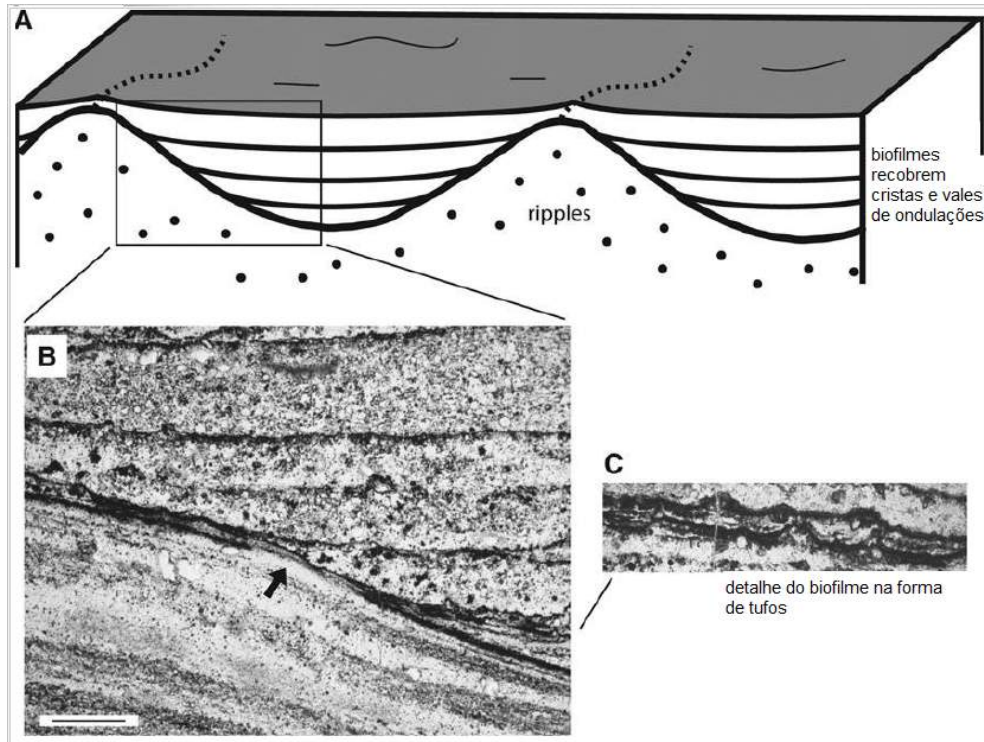 A
biofilmes
recobrem
cristas e vales
de ondulações
ripples
B
C
detalhe do biofilme na forma
de tufos